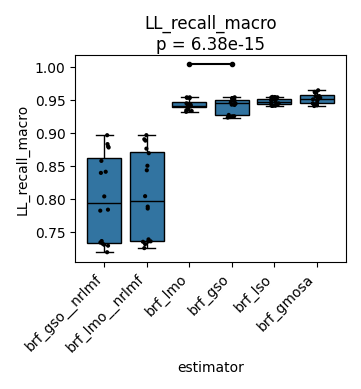 LL_recall_macro
p = 6.38e-15
LL_recall_macro
1.00
0.95
0.90
0.85
0.80
0.75
brf_gso__nrlmf
brf_lmo__nrlmf
brf_lmo
brf_gso
brf_lso
brf_gmosa
estimator